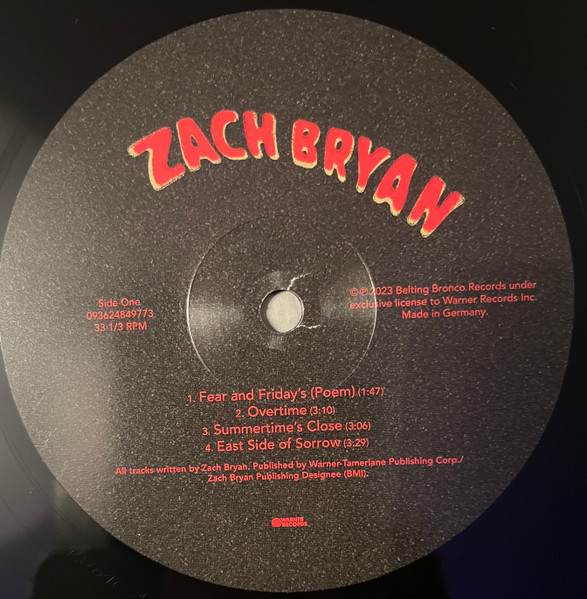 ZACH BRYAN
Side One
093624849773
33 1/3 RPM
© ℗ 2023 Belting Bronco Records under
exclusive license to Warner Records Inc.
Made in Germany.
1. Fear and Friday's (Poem) (1:47)
2. Overtime (3:10)
3. Summertime's Close (3:06)
4. East Side of Sorrow (3:29)
All tracks written by Zach Bryan. Published by Warner-Tamerlane Publishing Corp./
Zach Bryan Publishing Designee (BMI).
WARNER
RECORDS